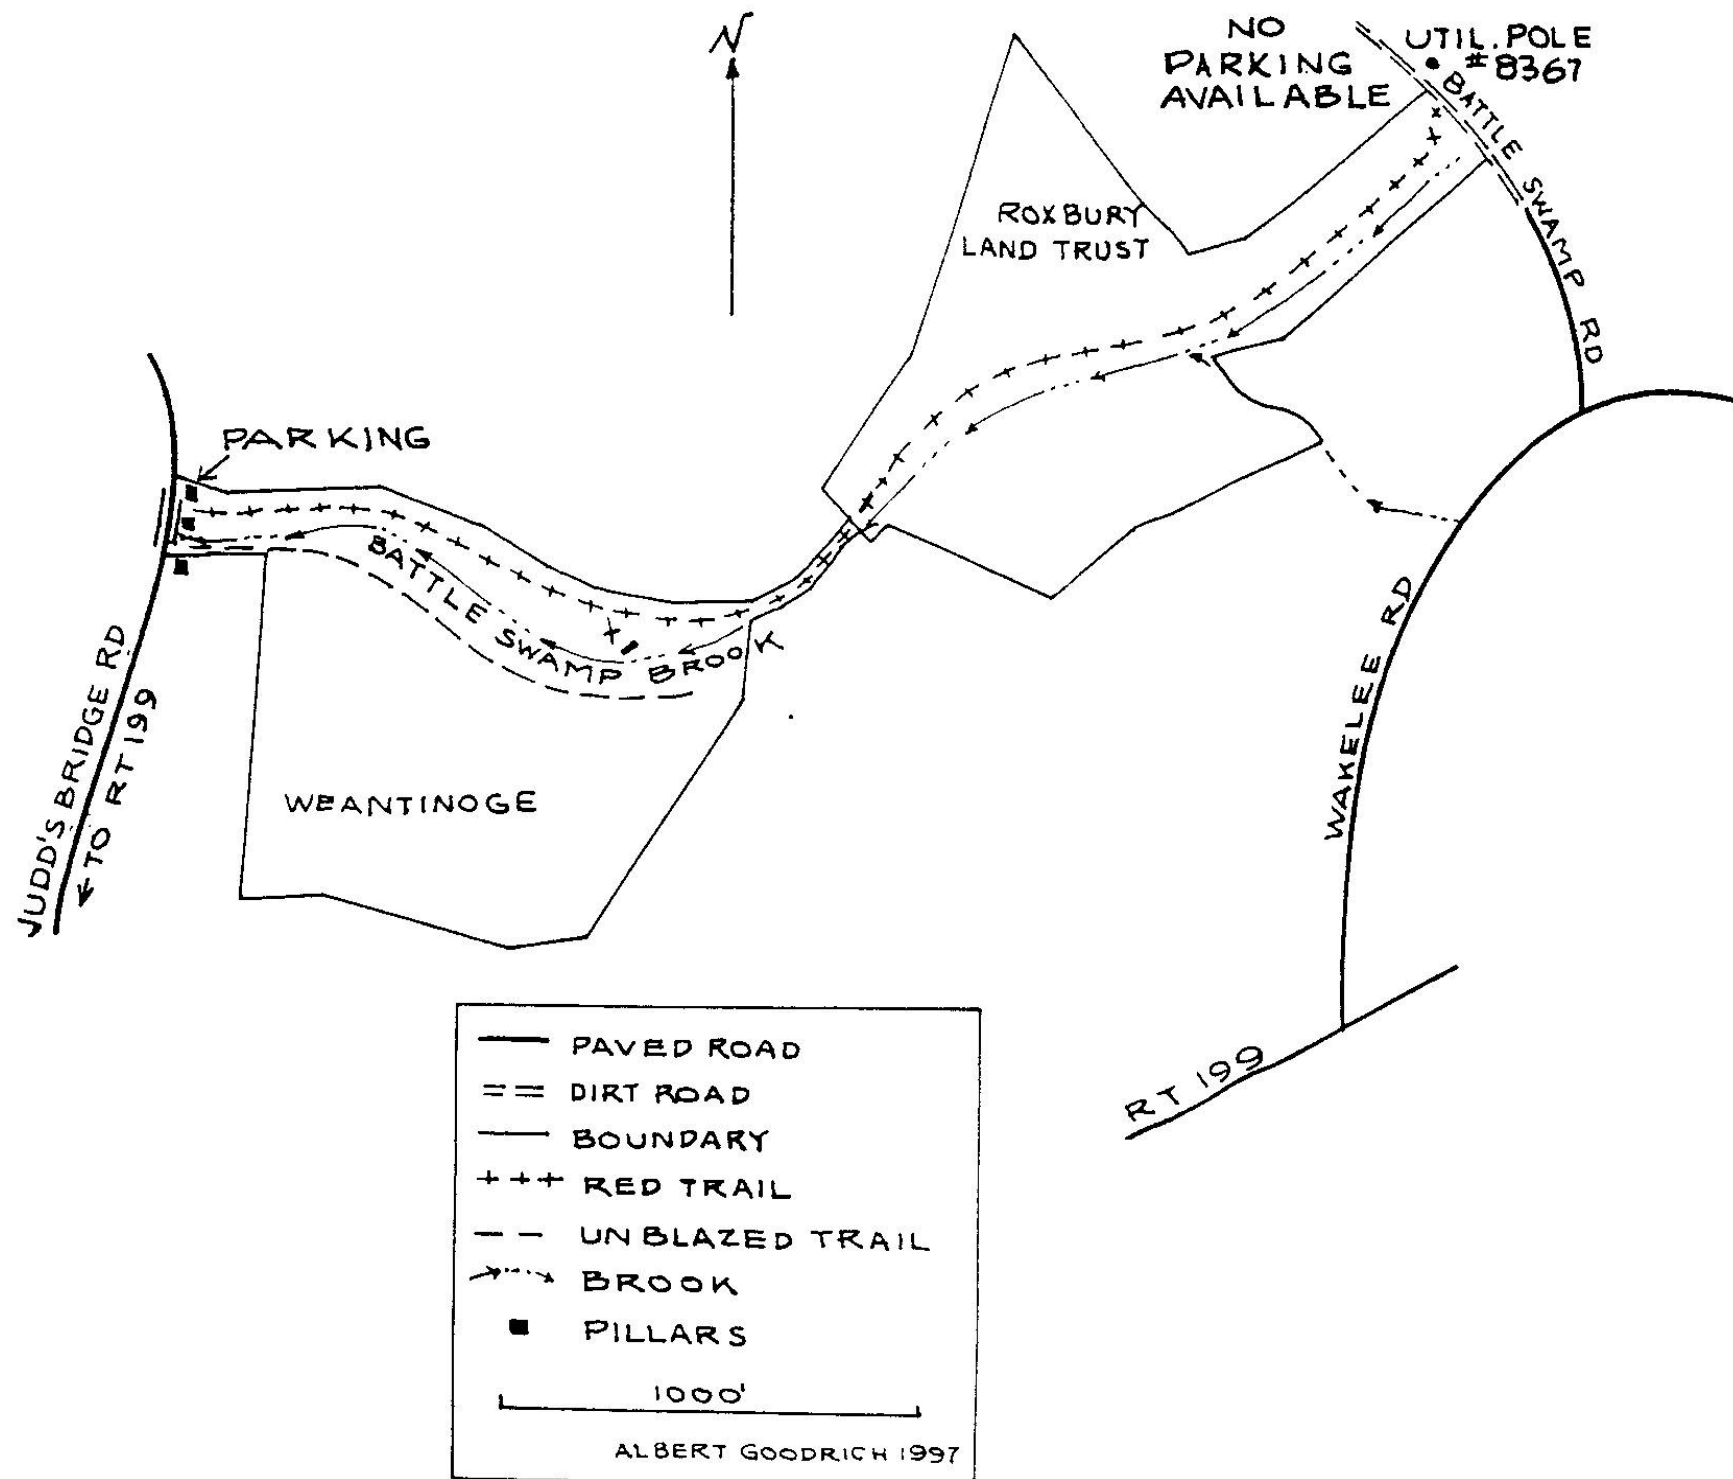 N
NO
PARKING
AVAILABLE
UTIL. POLE
#8367
BATTLE SWAMP RD
ROXBURY
LAND TRUST
PARKING
BATTLE SWAMP BROOK
JUDD'S BRIDGE RD
TO RT 199
WEANTINOGE
WAKELEE RD
RT 199
PAVED ROAD
DIRT ROAD
BOUNDARY
RED TRAIL
UNBLAZED TRAIL
BROOK
PILLARS
1000'
ALBERT GOODRICH 1997